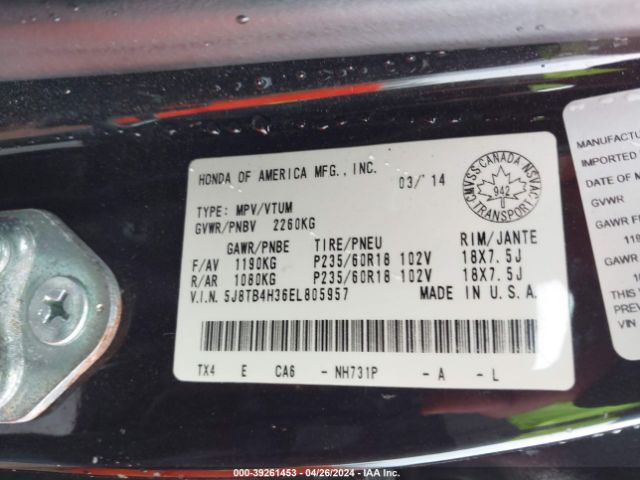 HONDA OF AMERICA MFG., INC.
03/'14
CMVSS-CANADA-NSVAC
942
0
TRANSPORT
TYPE: MPV/VTUM
GVWR/PNBV 2260KG
GAWR/PNBE TIRE/PNEU RIM/JANTE
F/AV 1190KG P235/60R18 102V 18X7.5J
R/AR 1080KG P235/60R18 102V 18X7.5J
V.I.N. 5J8TB4H36EL805957 MADE IN U.S.A.
TX4 E CA6 - NH731P - A - L
MANUFACTU
IMPORTED
DATE OF M
GVWR
GAWR F
GAWR
THIS
PREV
VIN
000-39261453 - 04/26/2024 - IAA Inc.